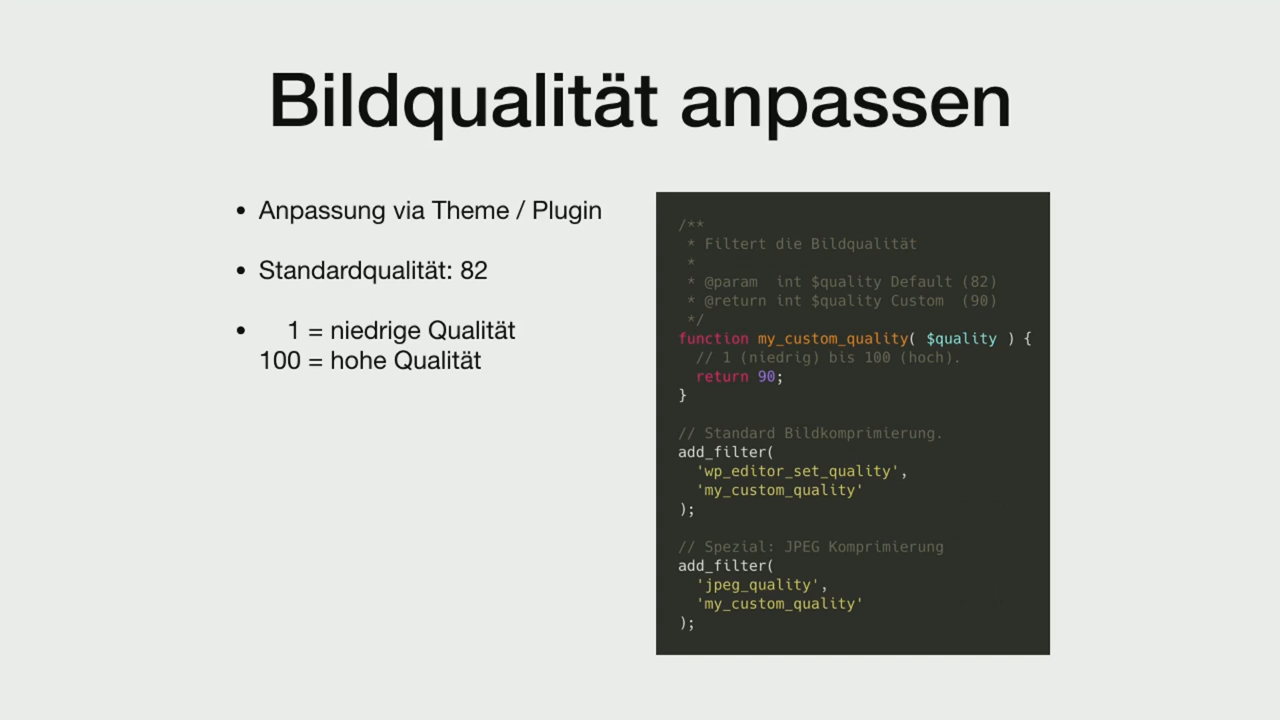 Bildqualität anpassen
• Anpassung via Theme / Plugin
• Standardqualität: 82
• 1 = niedrige Qualität
100 = hohe Qualität
/**
 * Filtert die Bildqualität
 *
 * @param  int $quality Default (82)
 * @return int $quality Custom  (90)
 */
function my_custom_quality( $quality ) {
  // 1 (niedrig) bis 100 (hoch).
  return 90;
}
// Standard Bildkomprimierung.
add_filter(
  'wp_editor_set_quality',
  'my_custom_quality'
);
// Spezial: JPEG Komprimierung
add_filter(
  'jpeg_quality',
  'my_custom_quality'
);